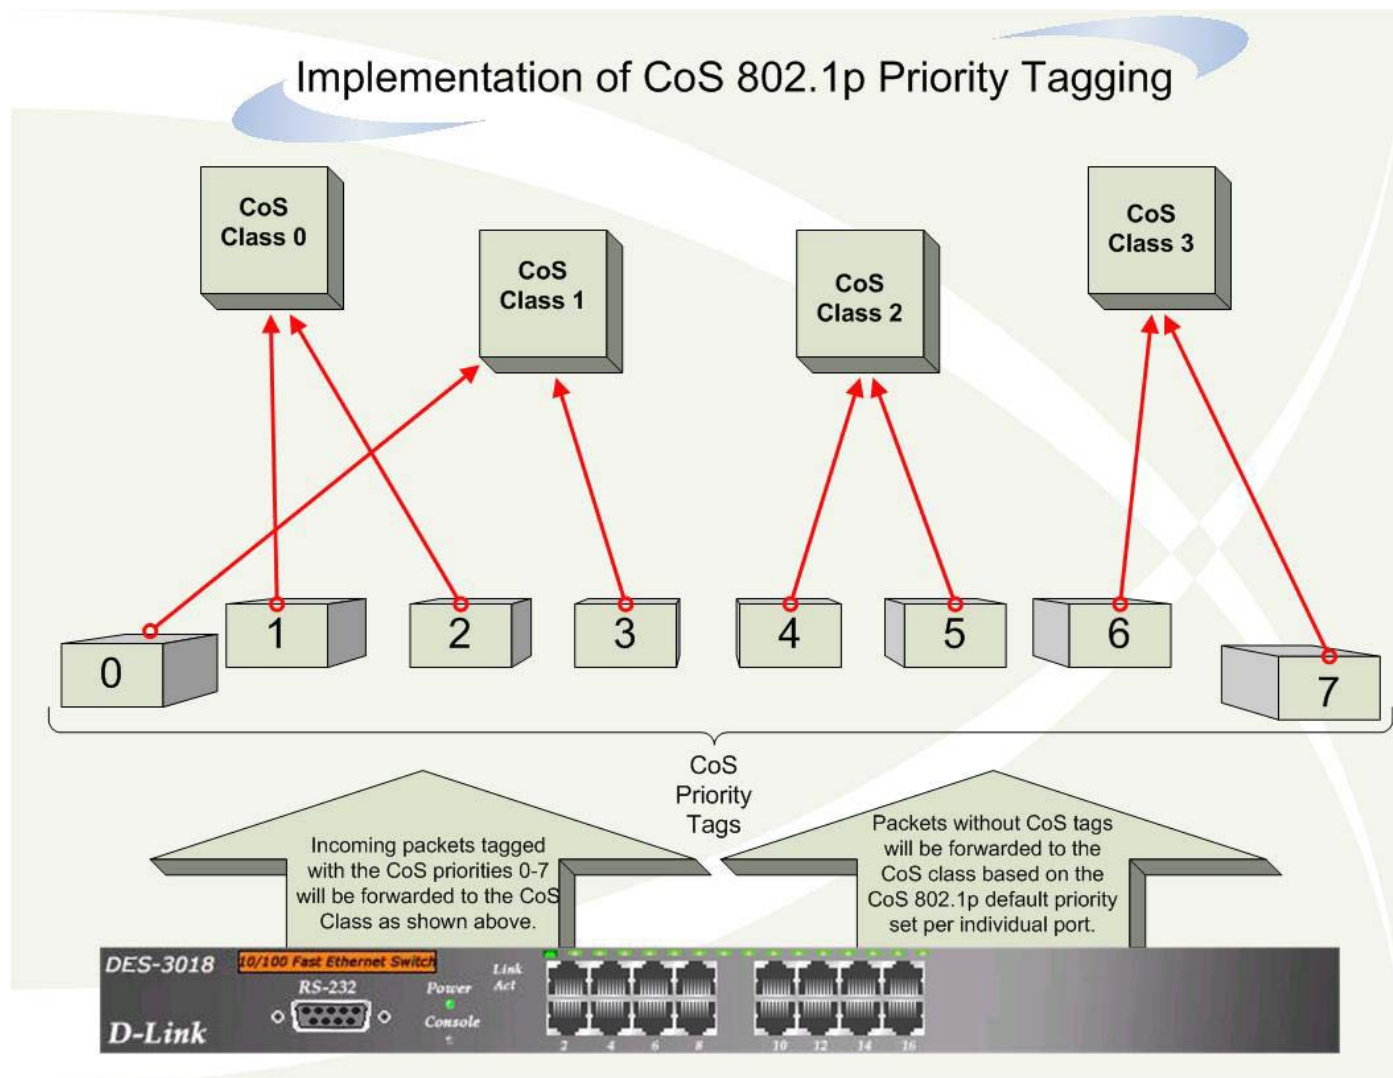 Implementation of CoS 802.1p Priority Tagging
CoS
Class 0
CoS
Class 1
CoS
Class 2
CoS
Class 3
0
1
2
3
4
5
6
7
CoS
Priority
Tags
Incoming packets tagged
with the CoS priorities 0-7
will be forwarded to the CoS
Class as shown above.
Packets without CoS tags
will be forwarded to the
CoS class based on the
CoS 802.1p default priority
set per individual port.
DES-3018
10/100 Fast Ethernet Switch
RS-232
Power
Console
Link
Act
D-Link
2 4 6 8 10 12 14 16